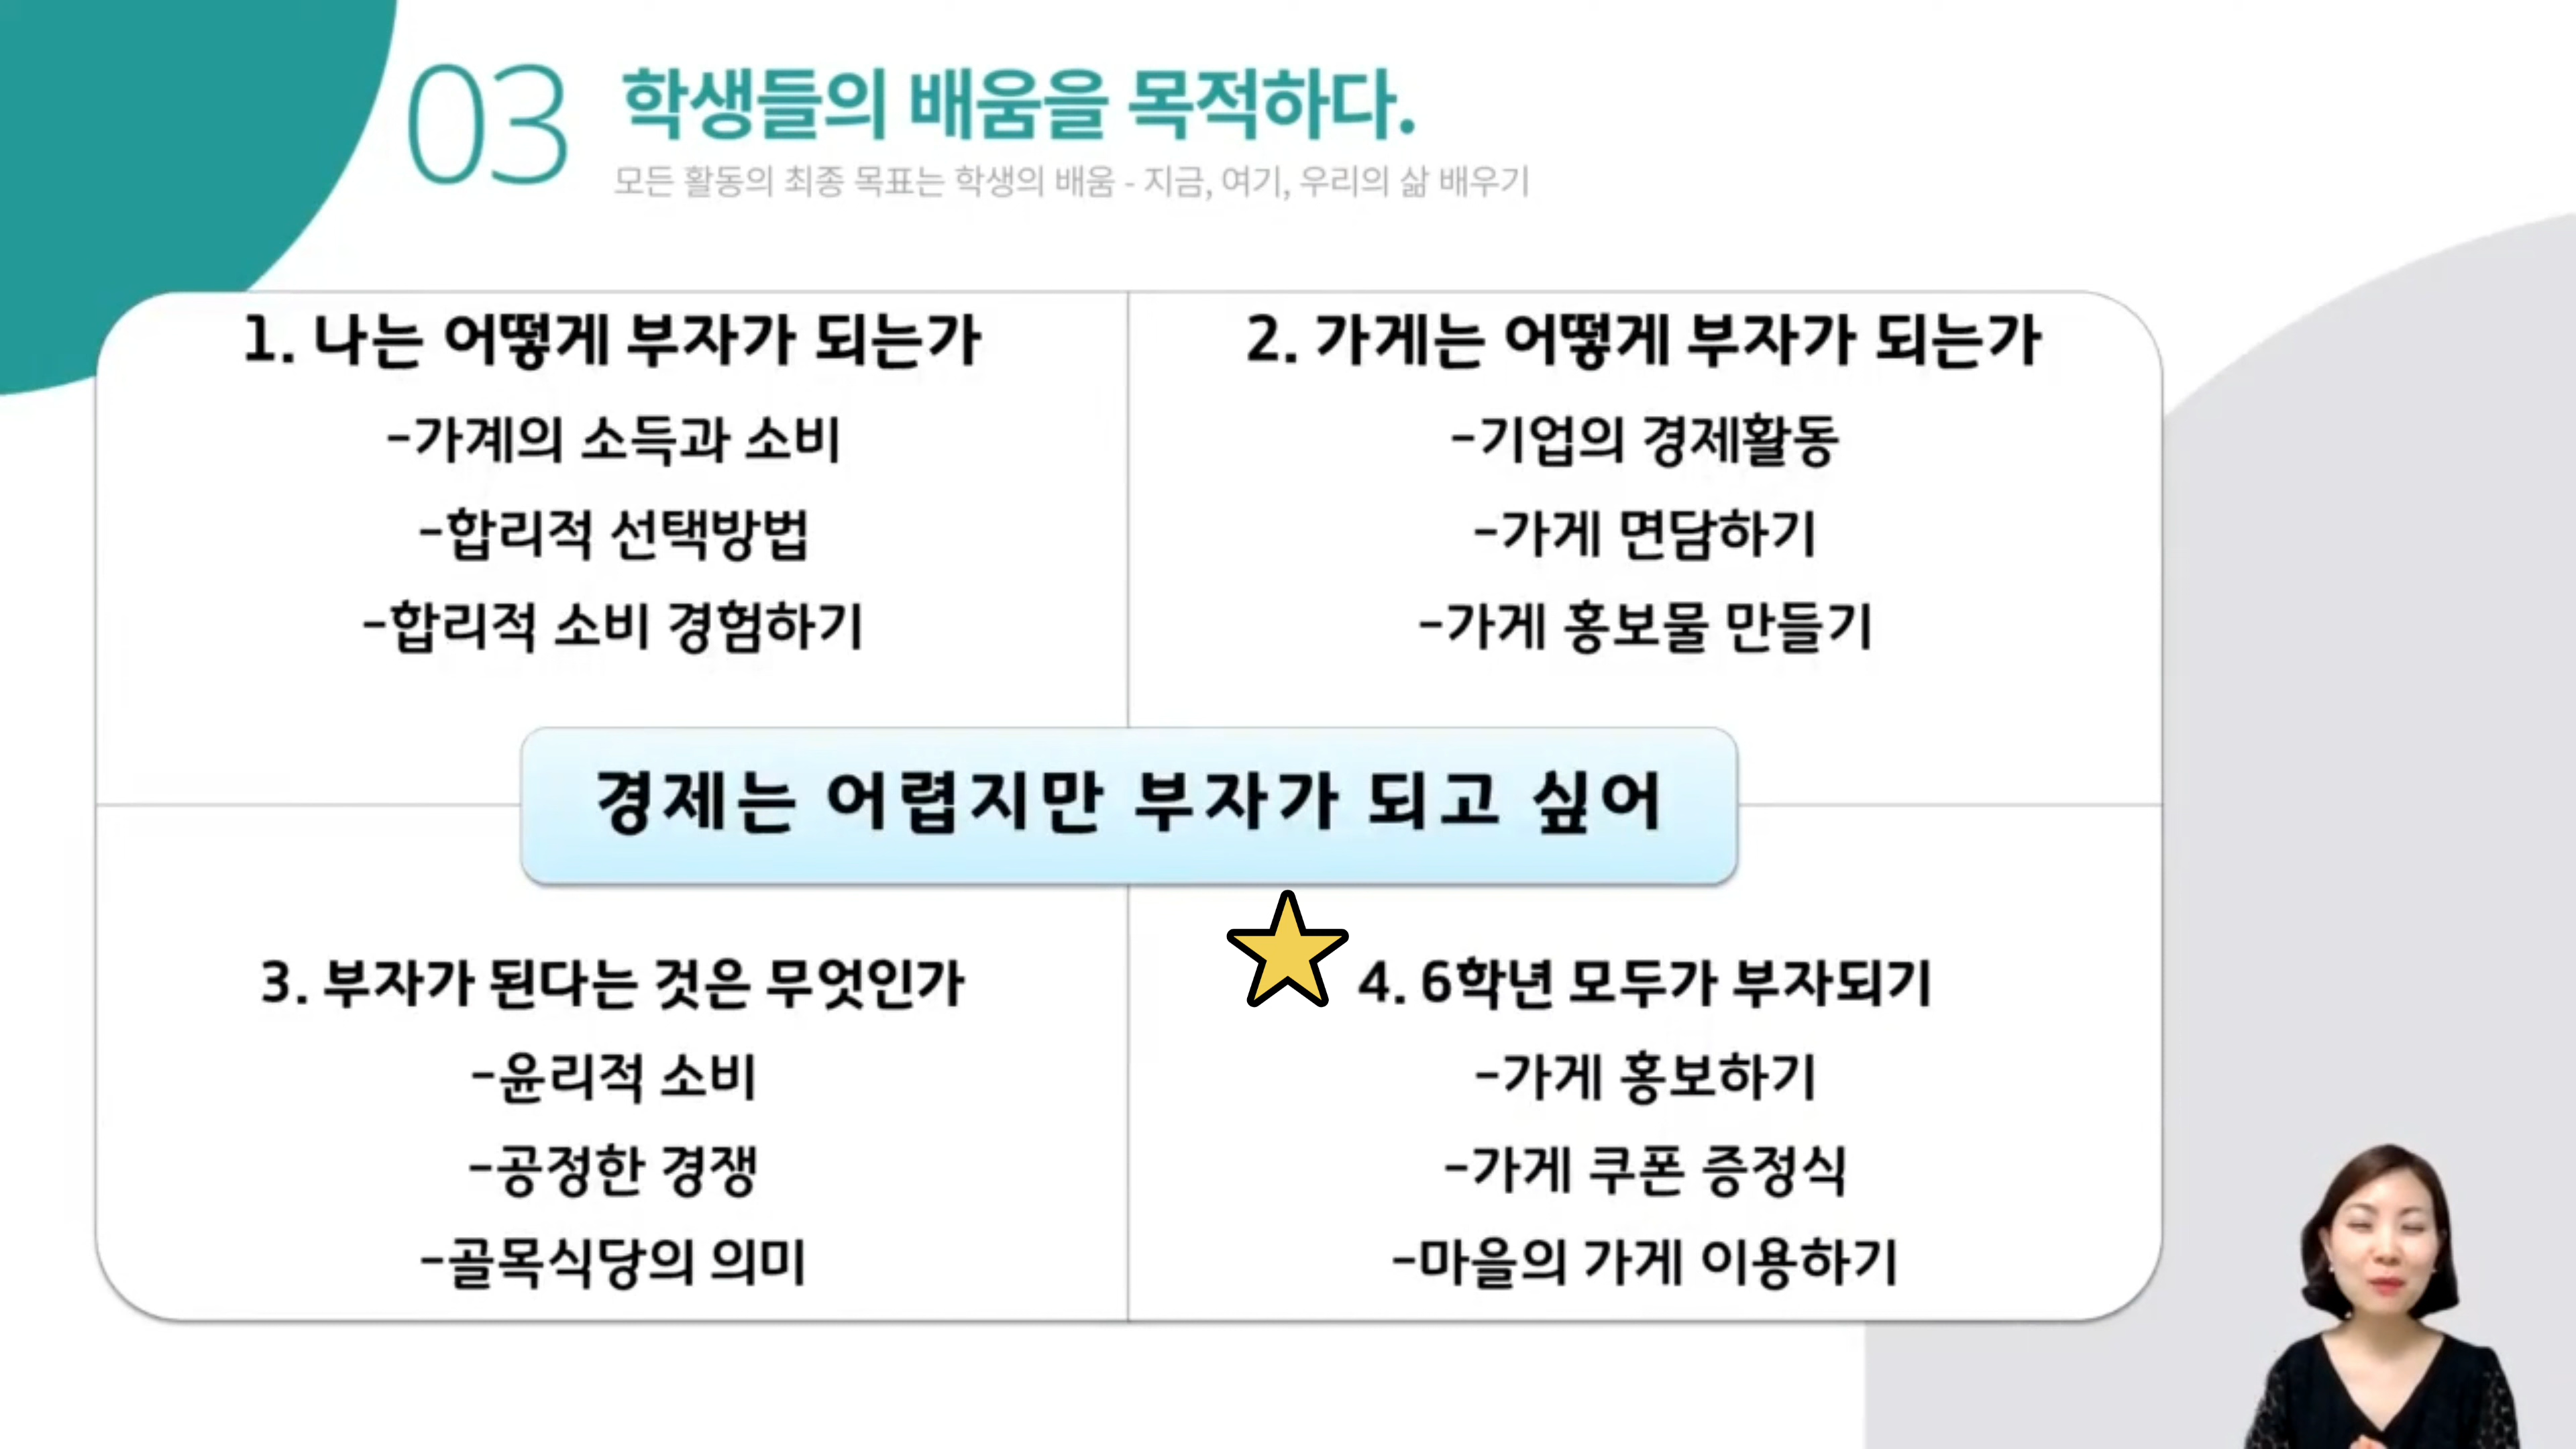 03
학생들의 배움을 목적하다.
모든 활동의 최종 목표는 학생의 배움 - 지금, 여기, 우리의 삶 배우기
1. 나는 어떻게 부자가 되는가
-가계의 소득과 소비
-합리적 선택방법
-합리적 소비 경험하기
2. 가게는 어떻게 부자가 되는가
-기업의 경제활동
-가게 면담하기
-가게 홍보물 만들기
경제는 어렵지만 부자가 되고 싶어
3. 부자가 된다는 것은 무엇인가
-윤리적 소비
-공정한 경쟁
-골목식당의 의미
4. 6학년 모두가 부자되기
-가게 홍보하기
-가게 쿠폰 증정식
-마을의 가게 이용하기